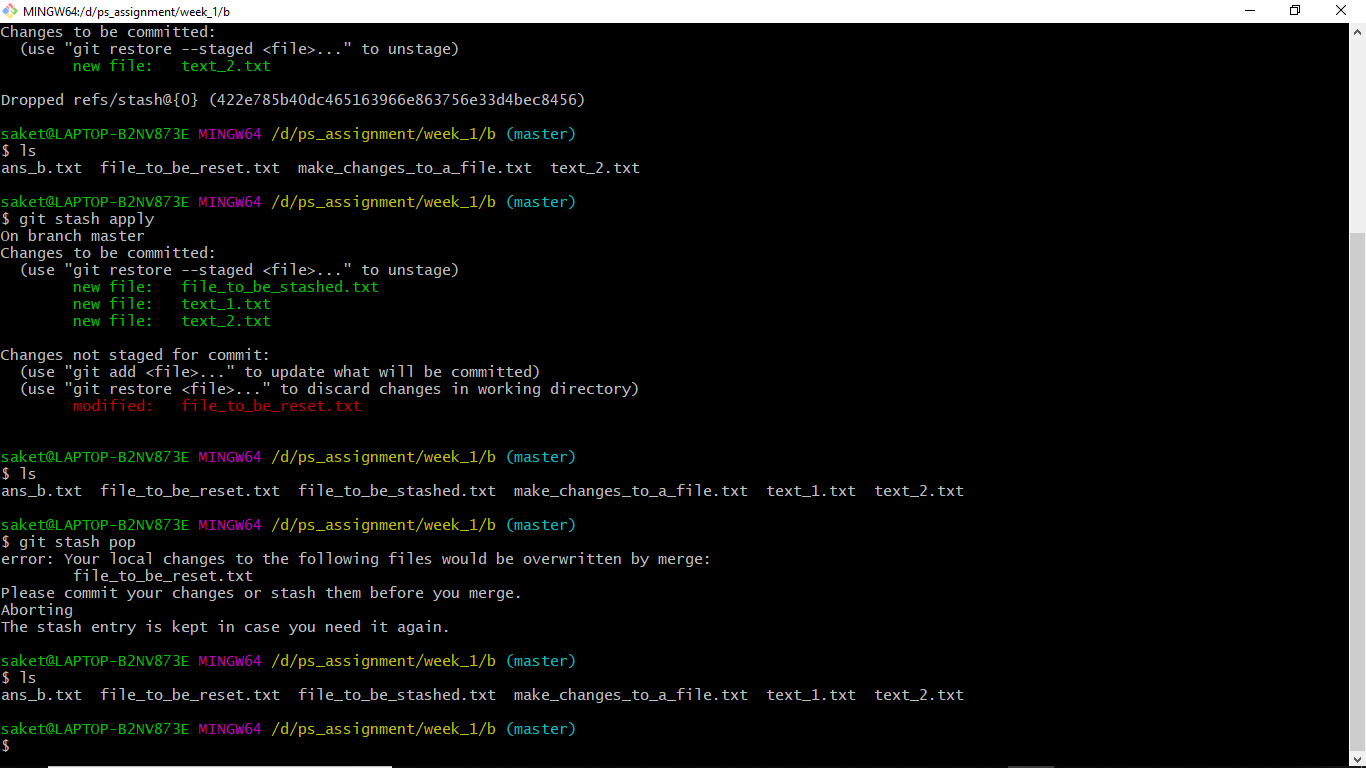 MINGW64:/d/ps_assignment/week_1/b
Changes to be committed:
  (use "git restore --staged <file>..." to unstage)
        new file:   text_2.txt

Dropped refs/stash@{0} (422e785b40dc465163966e863756e33d4bec8456)

saket@LAPTOP-B2NV873E MINGW64 /d/ps_assignment/week_1/b (master)
$ ls
ans_b.txt  file_to_be_reset.txt  make_changes_to_a_file.txt  text_2.txt

saket@LAPTOP-B2NV873E MINGW64 /d/ps_assignment/week_1/b (master)
$ git stash apply
On branch master
Changes to be committed:
  (use "git restore --staged <file>..." to unstage)
        new file:   file_to_be_stashed.txt
        new file:   text_1.txt
        new file:   text_2.txt

Changes not staged for commit:
  (use "git add <file>..." to update what will be committed)
  (use "git restore <file>..." to discard changes in working directory)
        modified:   file_to_be_reset.txt


saket@LAPTOP-B2NV873E MINGW64 /d/ps_assignment/week_1/b (master)
$ ls
ans_b.txt  file_to_be_reset.txt  file_to_be_stashed.txt  make_changes_to_a_file.txt  text_1.txt  text_2.txt

saket@LAPTOP-B2NV873E MINGW64 /d/ps_assignment/week_1/b (master)
$ git stash pop
error: Your local changes to the following files would be overwritten by merge:
        file_to_be_reset.txt
Please commit your changes or stash them before you merge.
Aborting
The stash entry is kept in case you need it again.

saket@LAPTOP-B2NV873E MINGW64 /d/ps_assignment/week_1/b (master)
$ ls
ans_b.txt  file_to_be_reset.txt  file_to_be_stashed.txt  make_changes_to_a_file.txt  text_1.txt  text_2.txt

saket@LAPTOP-B2NV873E MINGW64 /d/ps_assignment/week_1/b (master)
$